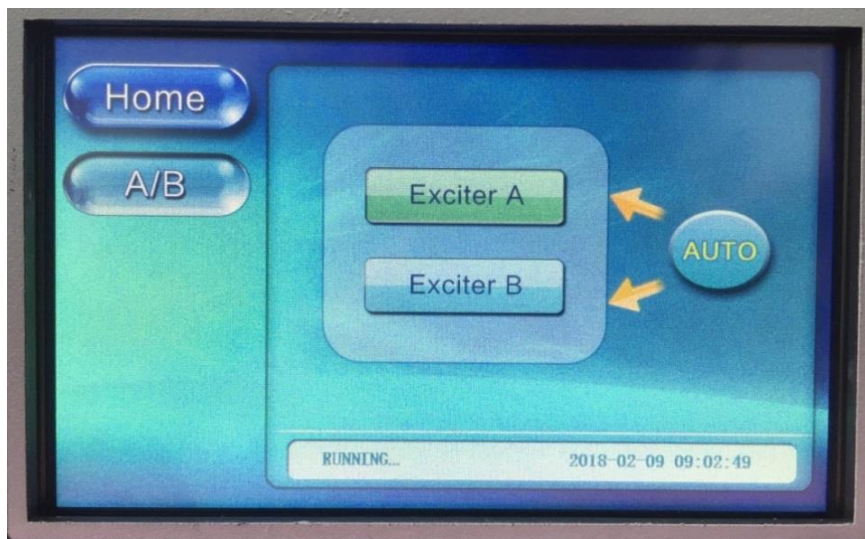 Home
A/B
Exciter A
Exciter B
AUTO
RUNNING... 2018-02-09 09:02:49